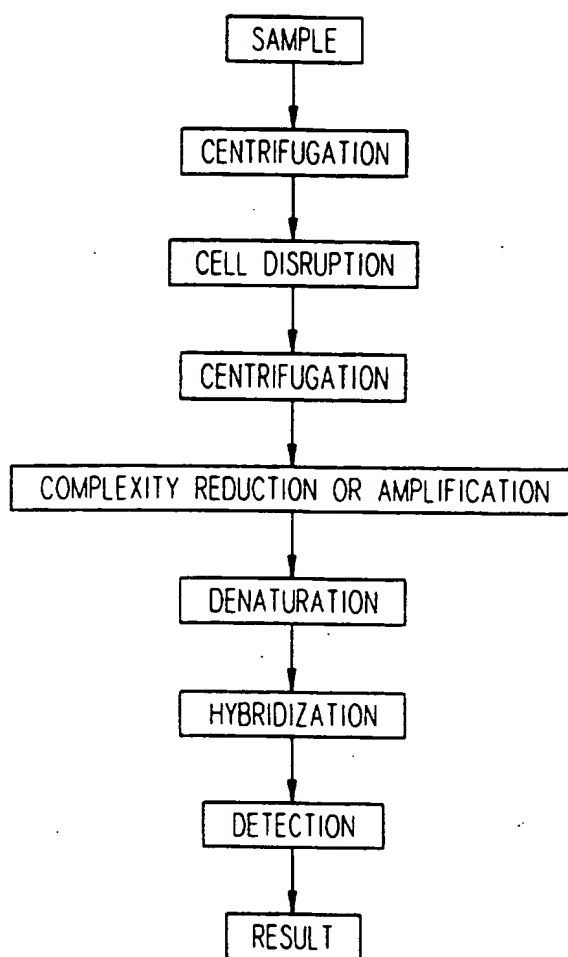 SAMPLE
CENTRIFUGATION
CELL DISRUPTION
CENTRIFUGATION
COMPLEXITY REDUCTION OR AMPLIFICATION
DENATURATION
HYBRIDIZATION
DETECTION
RESULT